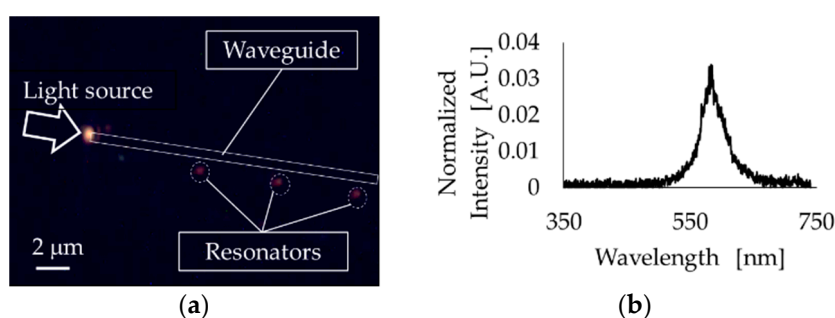 Waveguide
Light source
Resonators
2 μm
(a)
Normalized
Intensity [A.U.]
0.04
0.03
0.02
0.01
0
350 550 750
Wavelength [nm]
(b)